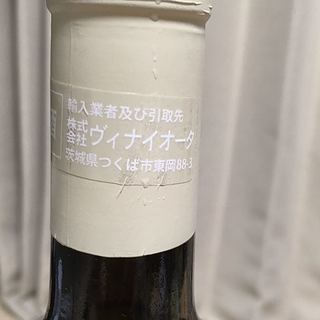 酒
輸入業者及び引取先
株式会社 ヴィナイオータ
茨城県つくば市東岡88-3